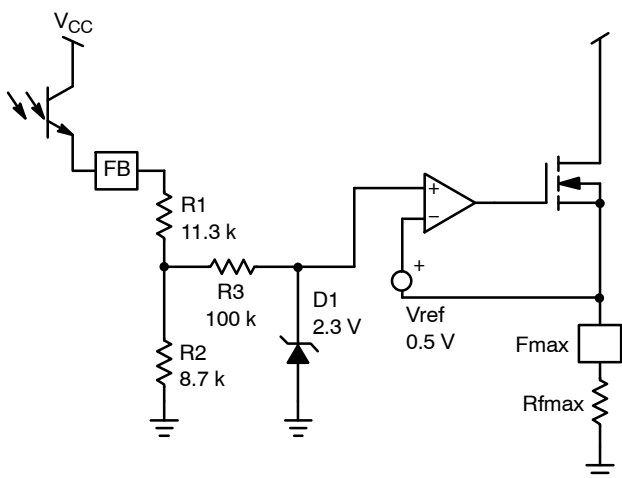 VCC
FB
R1
11.3 k
R3
100 k
D1
2.3 V
R2
8.7 k
+
−
+
Vref
0.5 V
Fmax
Rfmax